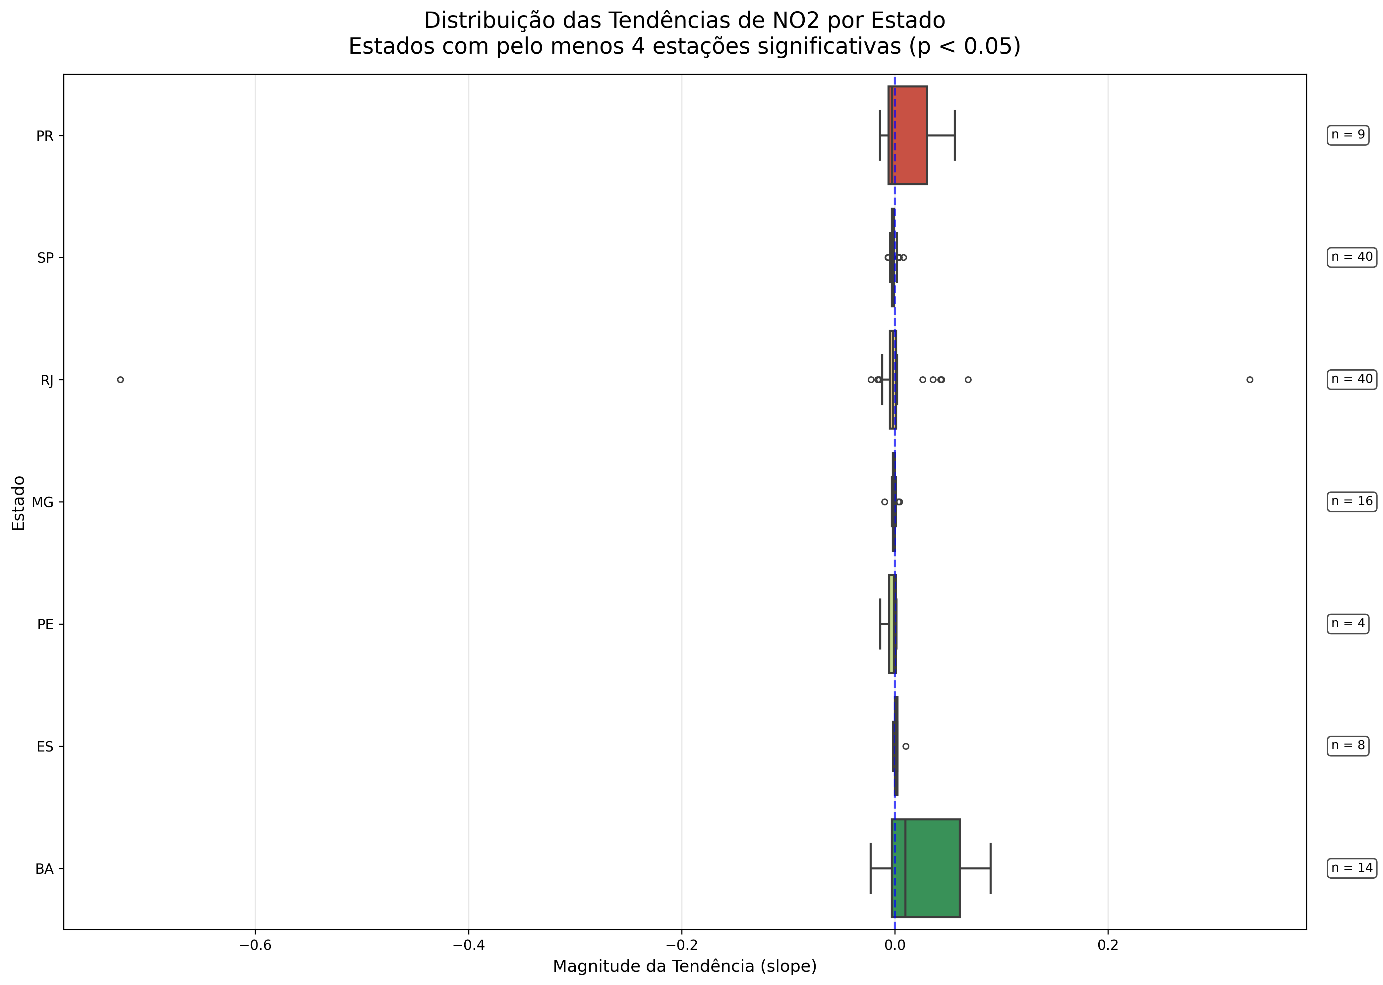 Distribuição das Tendências de NO2 por Estado
Estados com pelo menos 4 estações significativas (p < 0.05)
PR
n = 9
SP
n = 40
RJ
n = 40
MG
n = 16
PE
n = 4
ES
n = 8
BA
n = 14
Estado
−0.6
−0.4
−0.2
0.0
0.2
Magnitude da Tendência (slope)